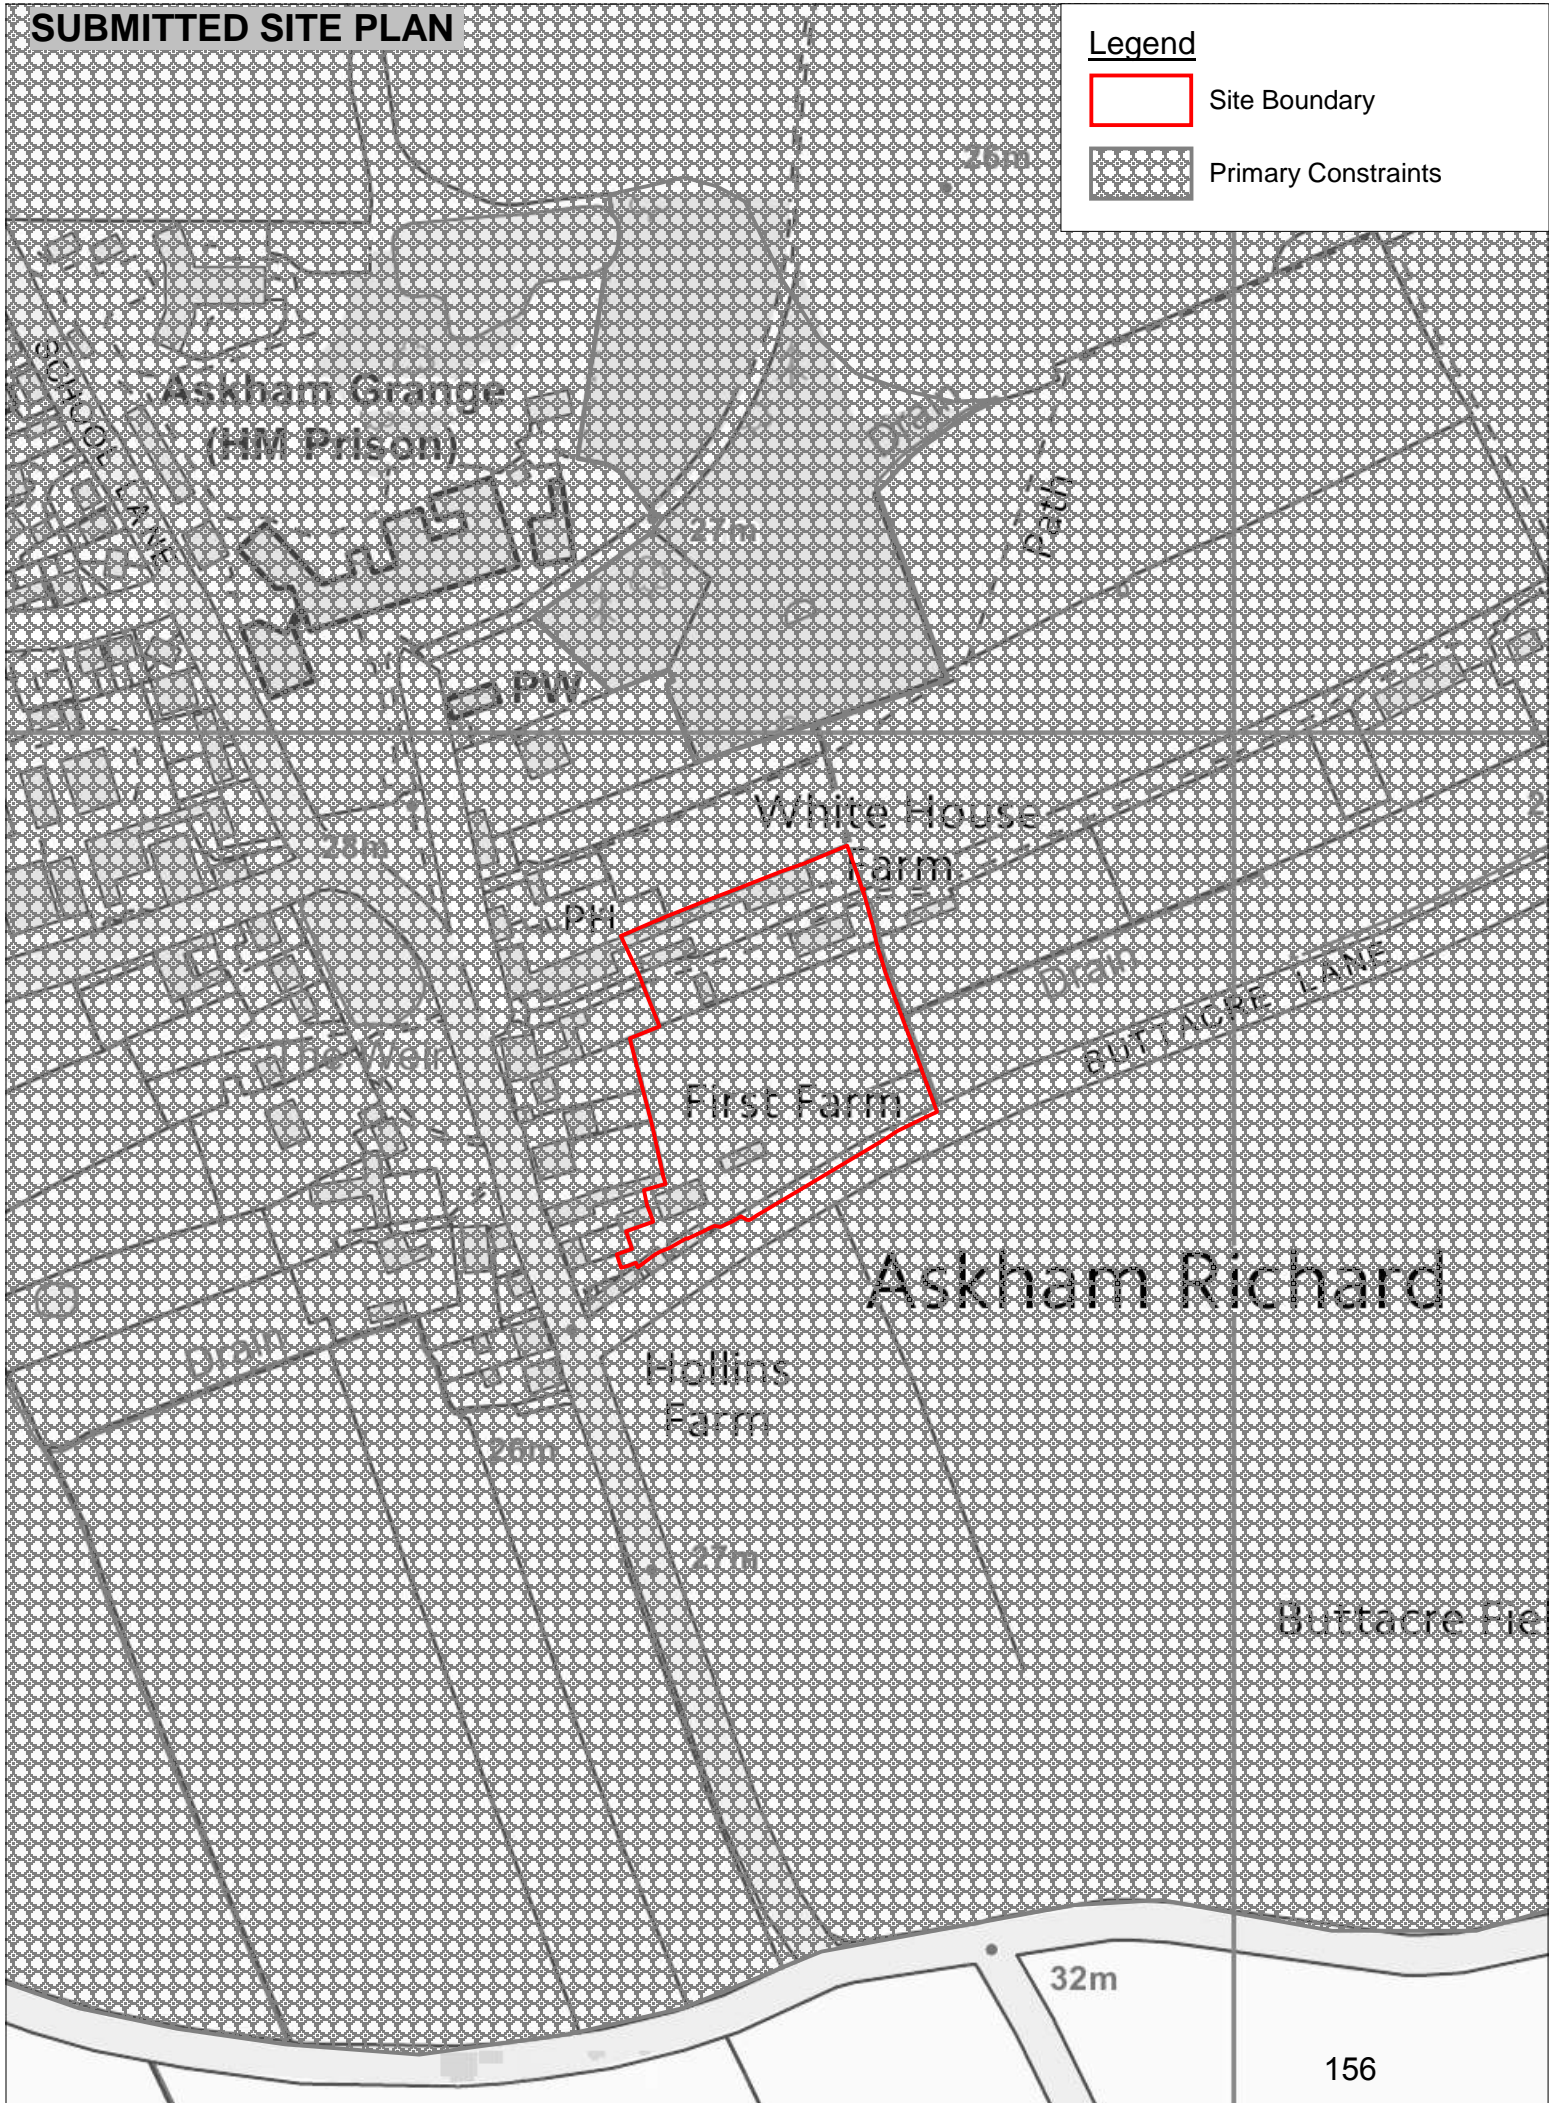 SUBMITTED SITE PLAN
Legend
Site Boundary
Primary Constraints
26m
SCHOOL LANE
Askham Grange
(HM Prison)
Drain
Path
27m
PW
White House
Farm
28m
PH
Drain
BUTTACRE LANE
The Weir
First Farm
Askham Richard
Drain
Hollins
Farm
26m
27m
Buttacre Fiel
32m
156